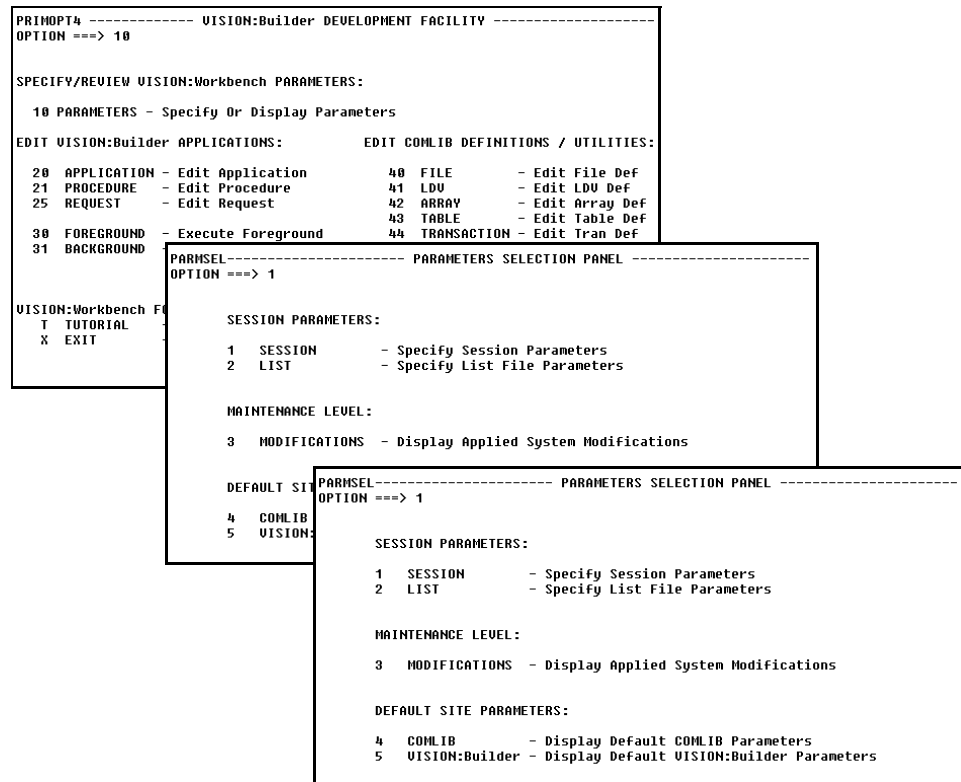 PRIMOPT4 ------------- VISION:Builder DEVELOPMENT FACILITY --------------------
OPTION ===> 10
SPECIFY/REVIEW VISION:Workbench PARAMETERS:
10 PARAMETERS - Specify Or Display Parameters
EDIT VISION:Builder APPLICATIONS: EDIT COMLIB DEFINITIONS / UTILITIES:
20 APPLICATION - Edit Application 40 FILE - Edit File Def
21 PROCEDURE - Edit Procedure 41 LDV - Edit LDV Def
25 REQUEST - Edit Request 42 ARRAY - Edit Array Def
43 TABLE - Edit Table Def
30 FOREGROUND - Execute Foreground 44 TRANSACTION - Edit Tran Def
31 BACKGROUND -
VISION:Workbench FO
T TUTORIAL -
X EXIT -
PARMSEL---------------------- PARAMETERS SELECTION PANEL ----------------------
OPTION ===> 1
SESSION PARAMETERS:
1 SESSION - Specify Session Parameters
2 LIST - Specify List File Parameters
MAINTENANCE LEVEL:
3 MODIFICATIONS - Display Applied System Modifications
DEFAULT SIT
4 COMLIB
5 VISION:
PARMSEL---------------------- PARAMETERS SELECTION PANEL ----------------------
OPTION ===> 1
SESSION PARAMETERS:
1 SESSION - Specify Session Parameters
2 LIST - Specify List File Parameters
MAINTENANCE LEVEL:
3 MODIFICATIONS - Display Applied System Modifications
DEFAULT SITE PARAMETERS:
4 COMLIB - Display Default COMLIB Parameters
5 VISION:Builder - Display Default VISION:Builder Parameters